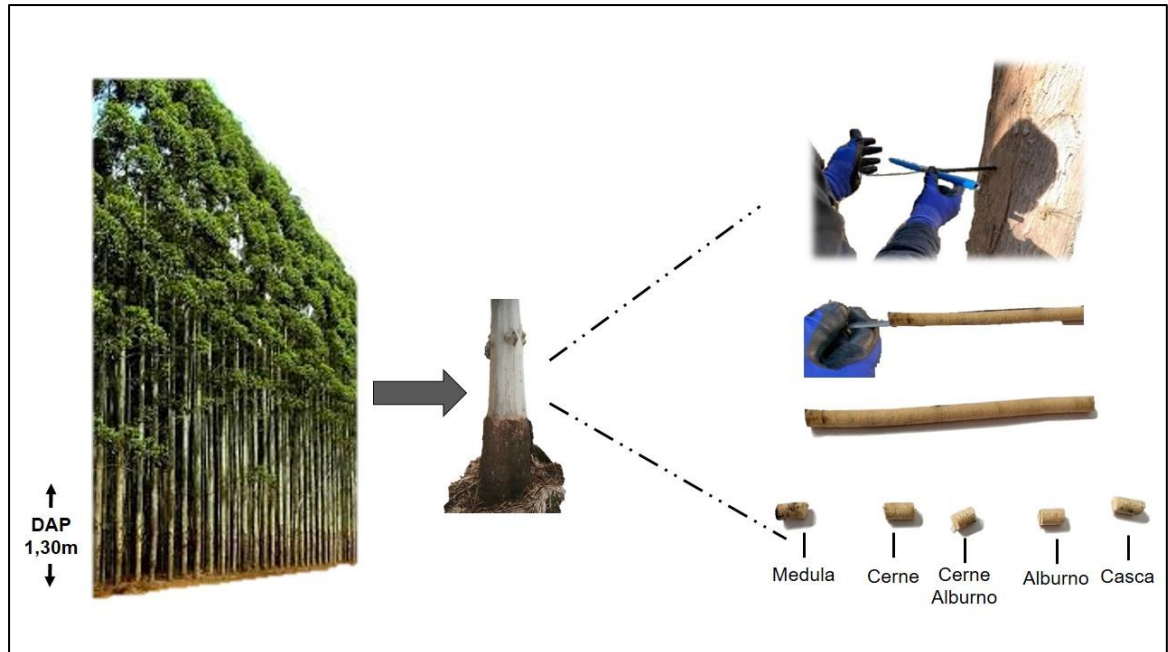 DAP
1,30m
Medula
Cerne
Cerne
Alburno
Alburno
Casca